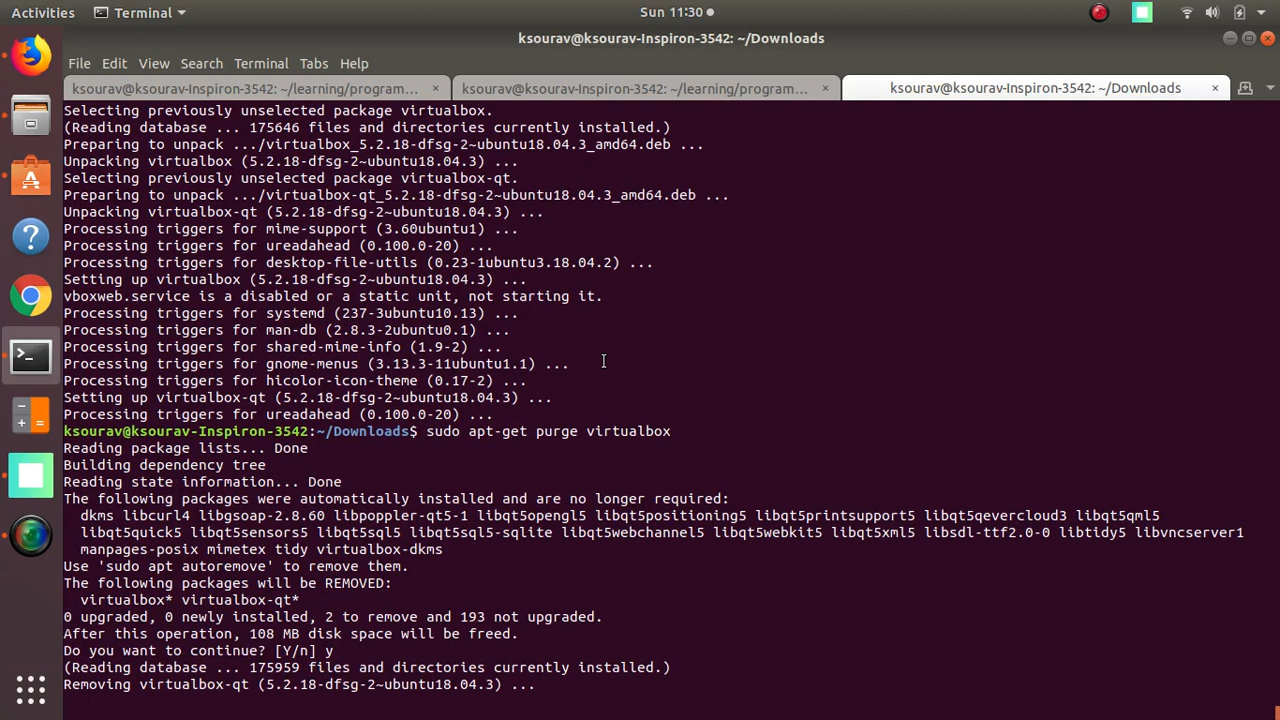 Activities
Terminal
Sun 11:30
ksourav@ksourav-Inspiron-3542: ~/Downloads
File Edit View Search Terminal Tabs Help
ksourav@ksourav-Inspiron-3542: ~/learning/program... ×
ksourav@ksourav-Inspiron-3542: ~/learning/program... ×
ksourav@ksourav-Inspiron-3542: ~/Downloads ×
Selecting previously unselected package virtualbox.
(Reading database ... 175646 files and directories currently installed.)
Preparing to unpack .../virtualbox_5.2.18-dfsg-2~ubuntu18.04.3_amd64.deb ...
Unpacking virtualbox (5.2.18-dfsg-2~ubuntu18.04.3) ...
Selecting previously unselected package virtualbox-qt.
Preparing to unpack .../virtualbox-qt_5.2.18-dfsg-2~ubuntu18.04.3_amd64.deb ...
Unpacking virtualbox-qt (5.2.18-dfsg-2~ubuntu18.04.3) ...
Processing triggers for mime-support (3.60ubuntu1) ...
Processing triggers for ureadahead (0.100.0-20) ...
Processing triggers for desktop-file-utils (0.23-1ubuntu3.18.04.2) ...
Setting up virtualbox (5.2.18-dfsg-2~ubuntu18.04.3) ...
vboxweb.service is a disabled or a static unit, not starting it.
Processing triggers for systemd (237-3ubuntu10.13) ...
Processing triggers for man-db (2.8.3-2ubuntu0.1) ...
Processing triggers for shared-mime-info (1.9-2) ...
Processing triggers for gnome-menus (3.13.3-11ubuntu1.1) ...
Processing triggers for hicolor-icon-theme (0.17-2) ...
Setting up virtualbox-qt (5.2.18-dfsg-2~ubuntu18.04.3) ...
Processing triggers for ureadahead (0.100.0-20) ...
ksourav@ksourav-Inspiron-3542:~/Downloads$ sudo apt-get purge virtualbox
Reading package lists... Done
Building dependency tree
Reading state information... Done
The following packages were automatically installed and are no longer required:
dkms libcurl4 libgsoap-2.8.60 libpoppler-qt5-1 libqt5opengl5 libqt5positioning5 libqt5printsupport5 libqt5qevercloud3 libqt5qml5
libqt5quick5 libqt5sensors5 libqt5sql5 libqt5sql5-sqlite libqt5webchannel5 libqt5webkit5 libqt5xml5 libsdl-ttf2.0-0 libtidy5 libvncserver1
manpages-posix mimetex tidy virtualbox-dkms
Use 'sudo apt autoremove' to remove them.
The following packages will be REMOVED:
virtualbox* virtualbox-qt*
0 upgraded, 0 newly installed, 2 to remove and 193 not upgraded.
After this operation, 108 MB disk space will be freed.
Do you want to continue? [Y/n] y
(Reading database ... 175959 files and directories currently installed.)
Removing virtualbox-qt (5.2.18-dfsg-2~ubuntu18.04.3) ...